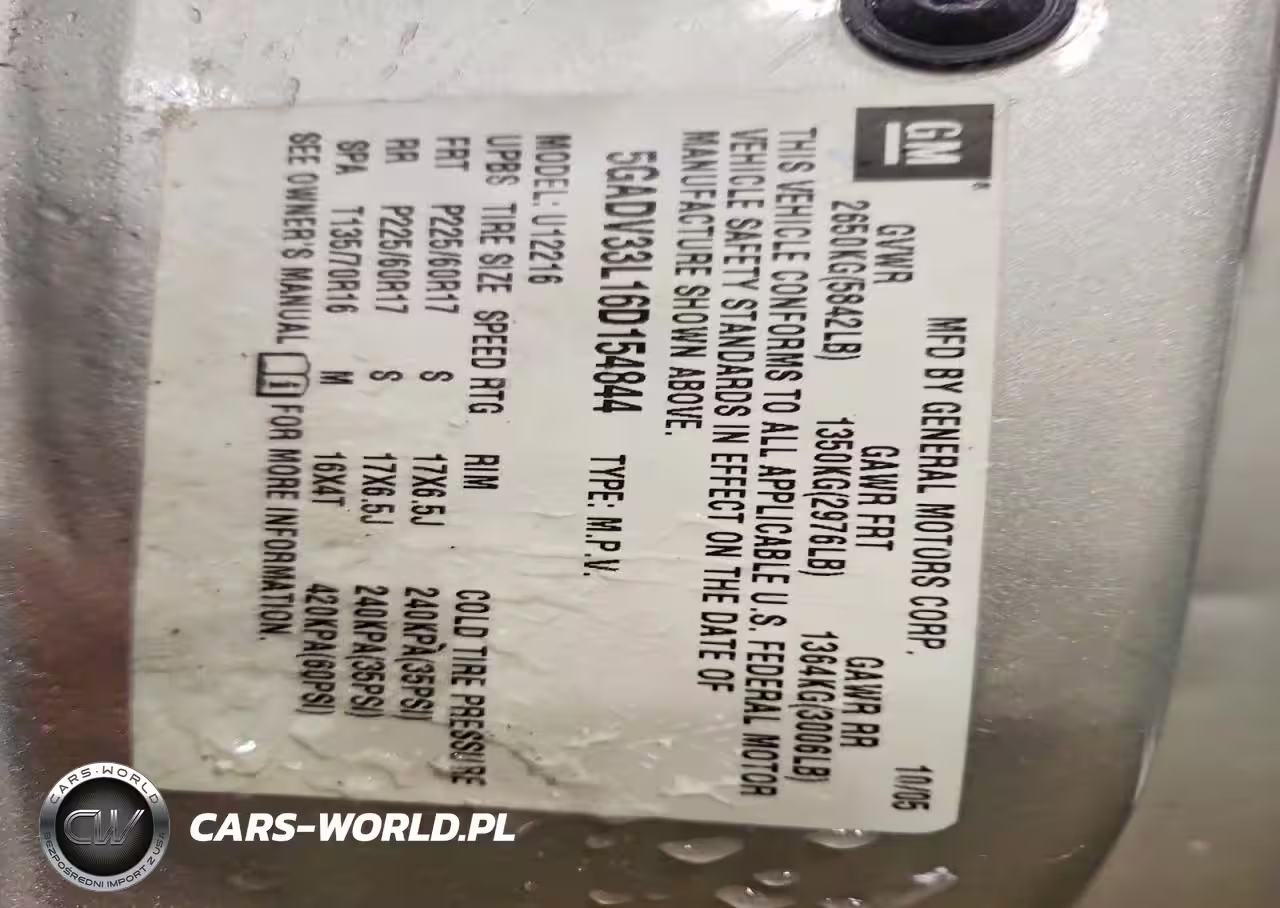 GM
MFD BY GENERAL MOTORS CORP. 10/05
GVWR GAWR FRT GAWR RR
2650KG(5842LB) 1350KG(2976LB) 1364KG(3006LB)
THIS VEHICLE CONFORMS TO ALL APPLICABLE U.S. FEDERAL MOTOR
VEHICLE SAFETY STANDARDS IN EFFECT ON THE DATE OF
MANUFACTURE SHOWN ABOVE.
5GADV33L16D154844 TYPE: M.P.V.
MODEL: U12216
UPBS TIRE SIZE SPEED RTG RIM COLD TIRE PRESSURE
FRT P225/60R17 S 17X6.5J 240KPA(35PSI)
RR P225/60R17 S 17X6.5J 240KPA(35PSI)
SPA T135/70R16 M 16X4T 420KPA(60PSI)
SEE OWNER'S MANUAL FOR MORE INFORMATION.
CARS-WORLD
CW
BEZPOŚREDNI IMPORT Z USA
CARS-WORLD.PL